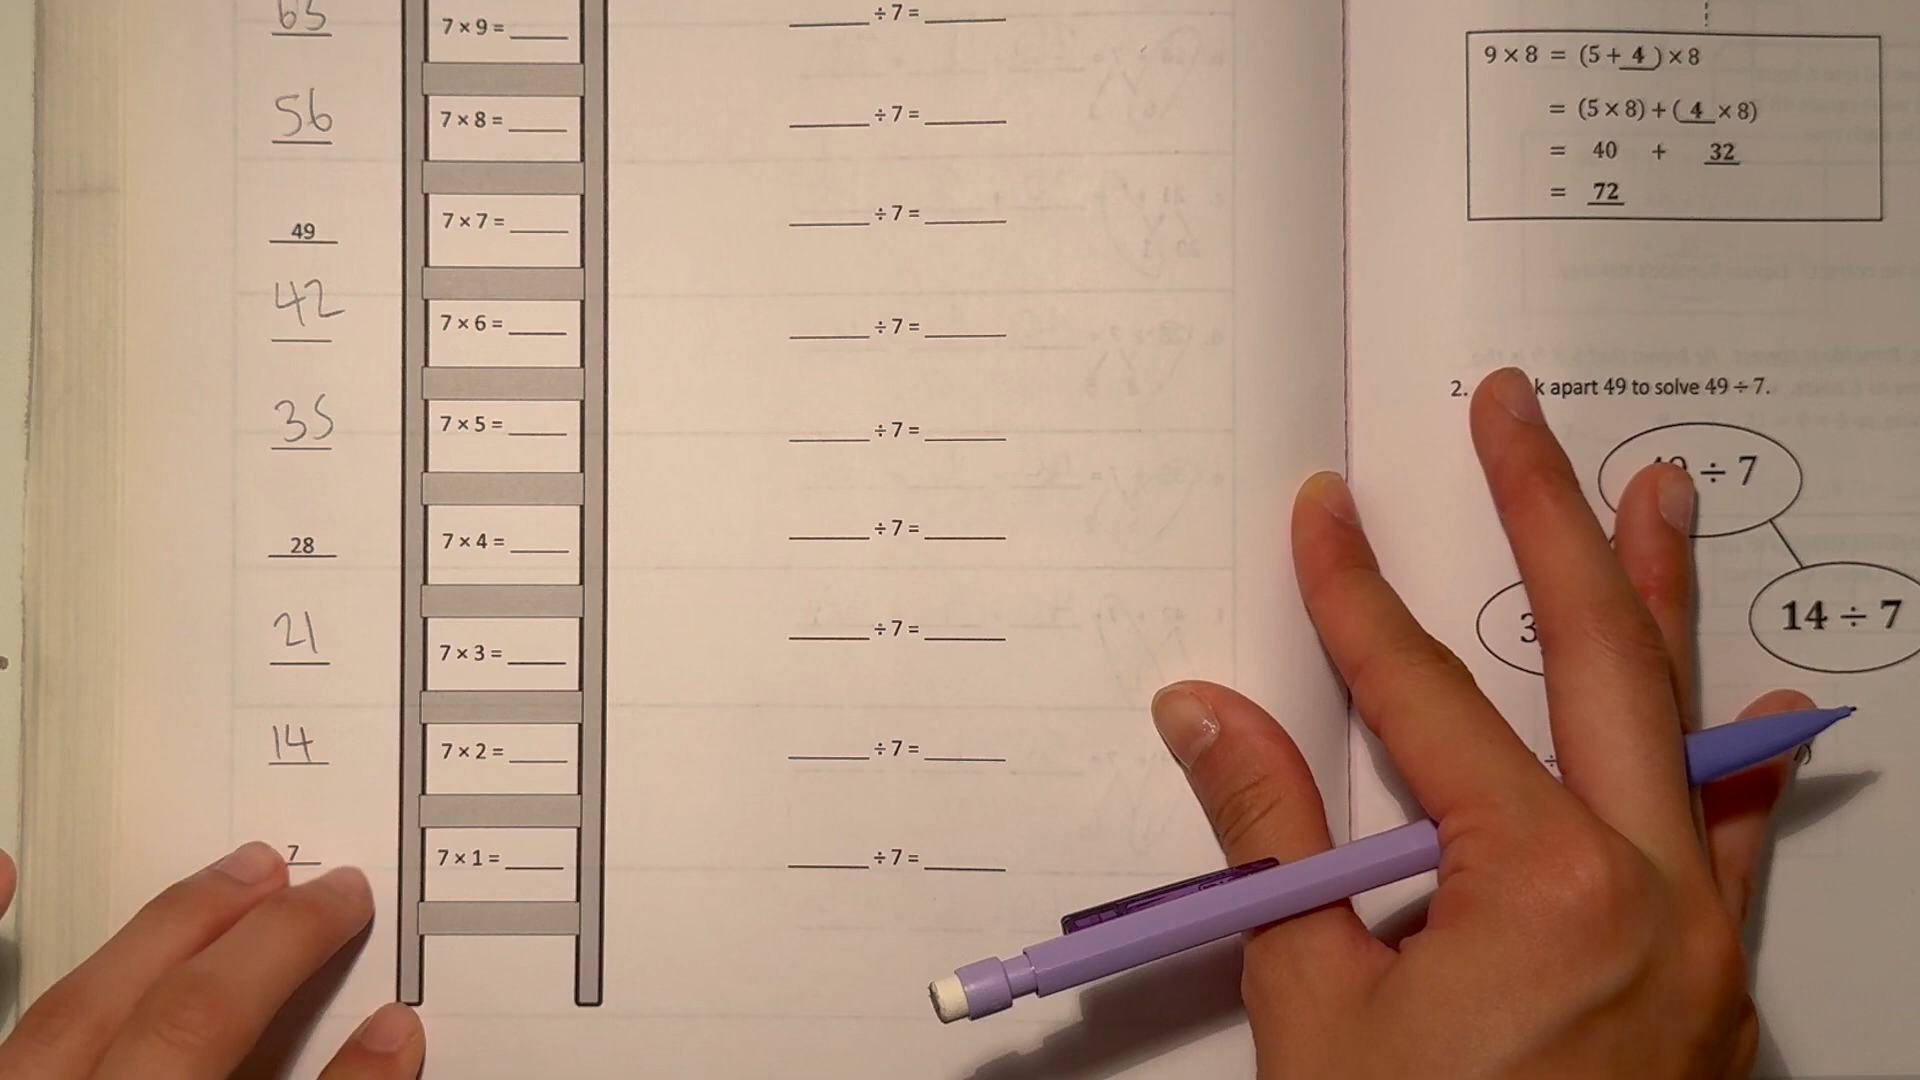 63 7 × 9 = ____ ____ ÷ 7 = ____
56 7 × 8 = ____ ____ ÷ 7 = ____
49 7 × 7 = ____ ____ ÷ 7 = ____
42 7 × 6 = ____ ____ ÷ 7 = ____
35 7 × 5 = ____ ____ ÷ 7 = ____
28 7 × 4 = ____ ____ ÷ 7 = ____
21 7 × 3 = ____ ____ ÷ 7 = ____
14 7 × 2 = ____ ____ ÷ 7 = ____
7 7 × 1 = ____ ____ ÷ 7 = ____
9 × 8 = (5 + 4 ) × 8
= (5 × 8) + ( 4 × 8)
= 40 + 32
= 72
2. apart 49 to solve 49 ÷ 7.
÷ 7
3
14 ÷ 7
÷